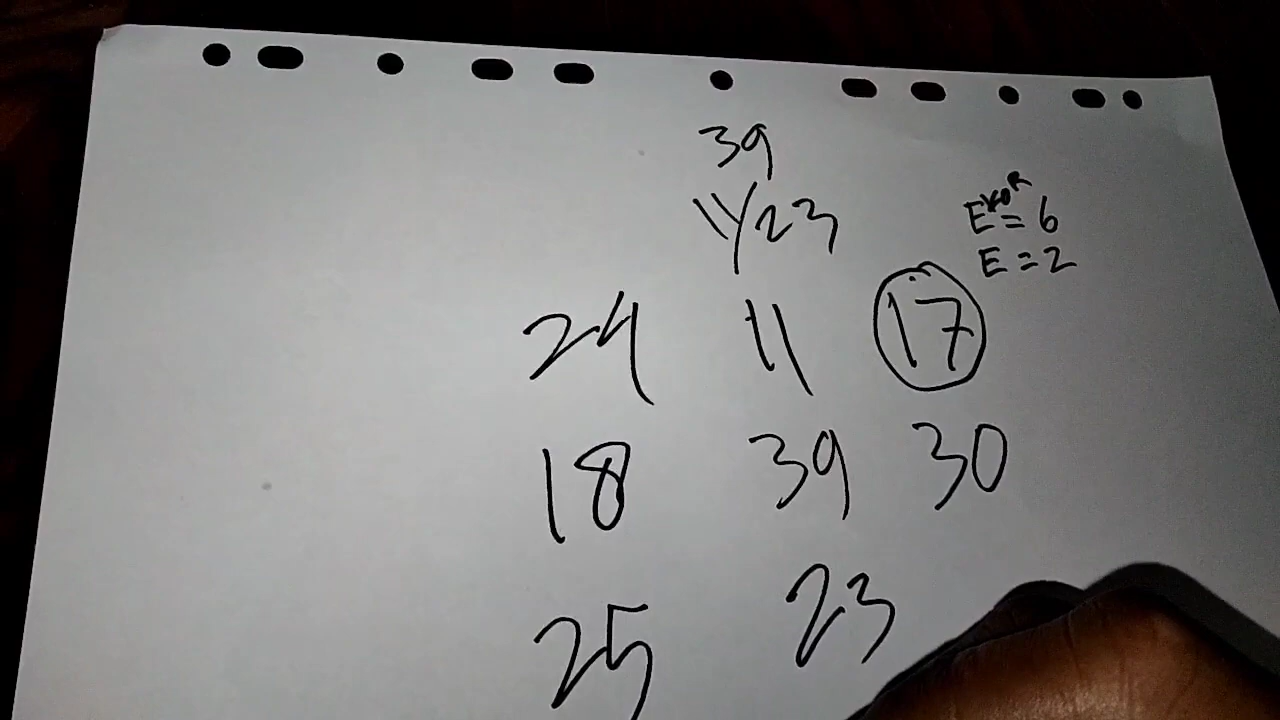 39
11/23
Error = 6
E = 2
24 11 17
18 39 30
25 23